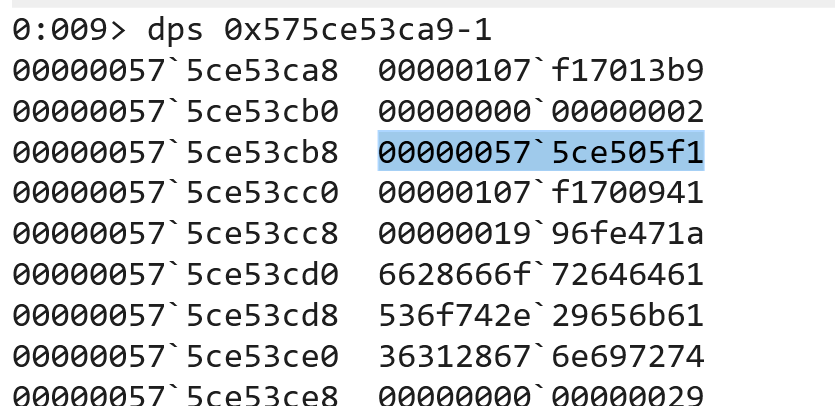 0:009> dps 0x575ce53ca9-1
00000057`5ce53ca8  00000107`f17013b9
00000057`5ce53cb0  00000000`00000002
00000057`5ce53cb8  00000057`5ce505f1
00000057`5ce53cc0  00000107`f1700941
00000057`5ce53cc8  00000019`96fe471a
00000057`5ce53cd0  6628666f`72646461
00000057`5ce53cd8  536f742e`29656b61
00000057`5ce53ce0  36312867`6e697274
00000057`5ce53ce8  00000000`00000029